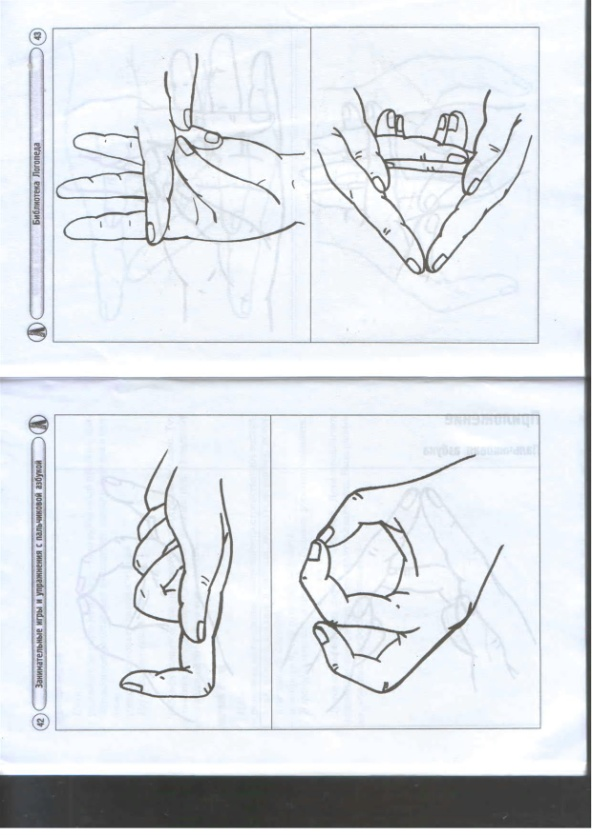 42
Занимательные игры и упражнения с пальчиковой азбукой
Библиотека Логопеда
43
Приложение
Пальчиковая азбука